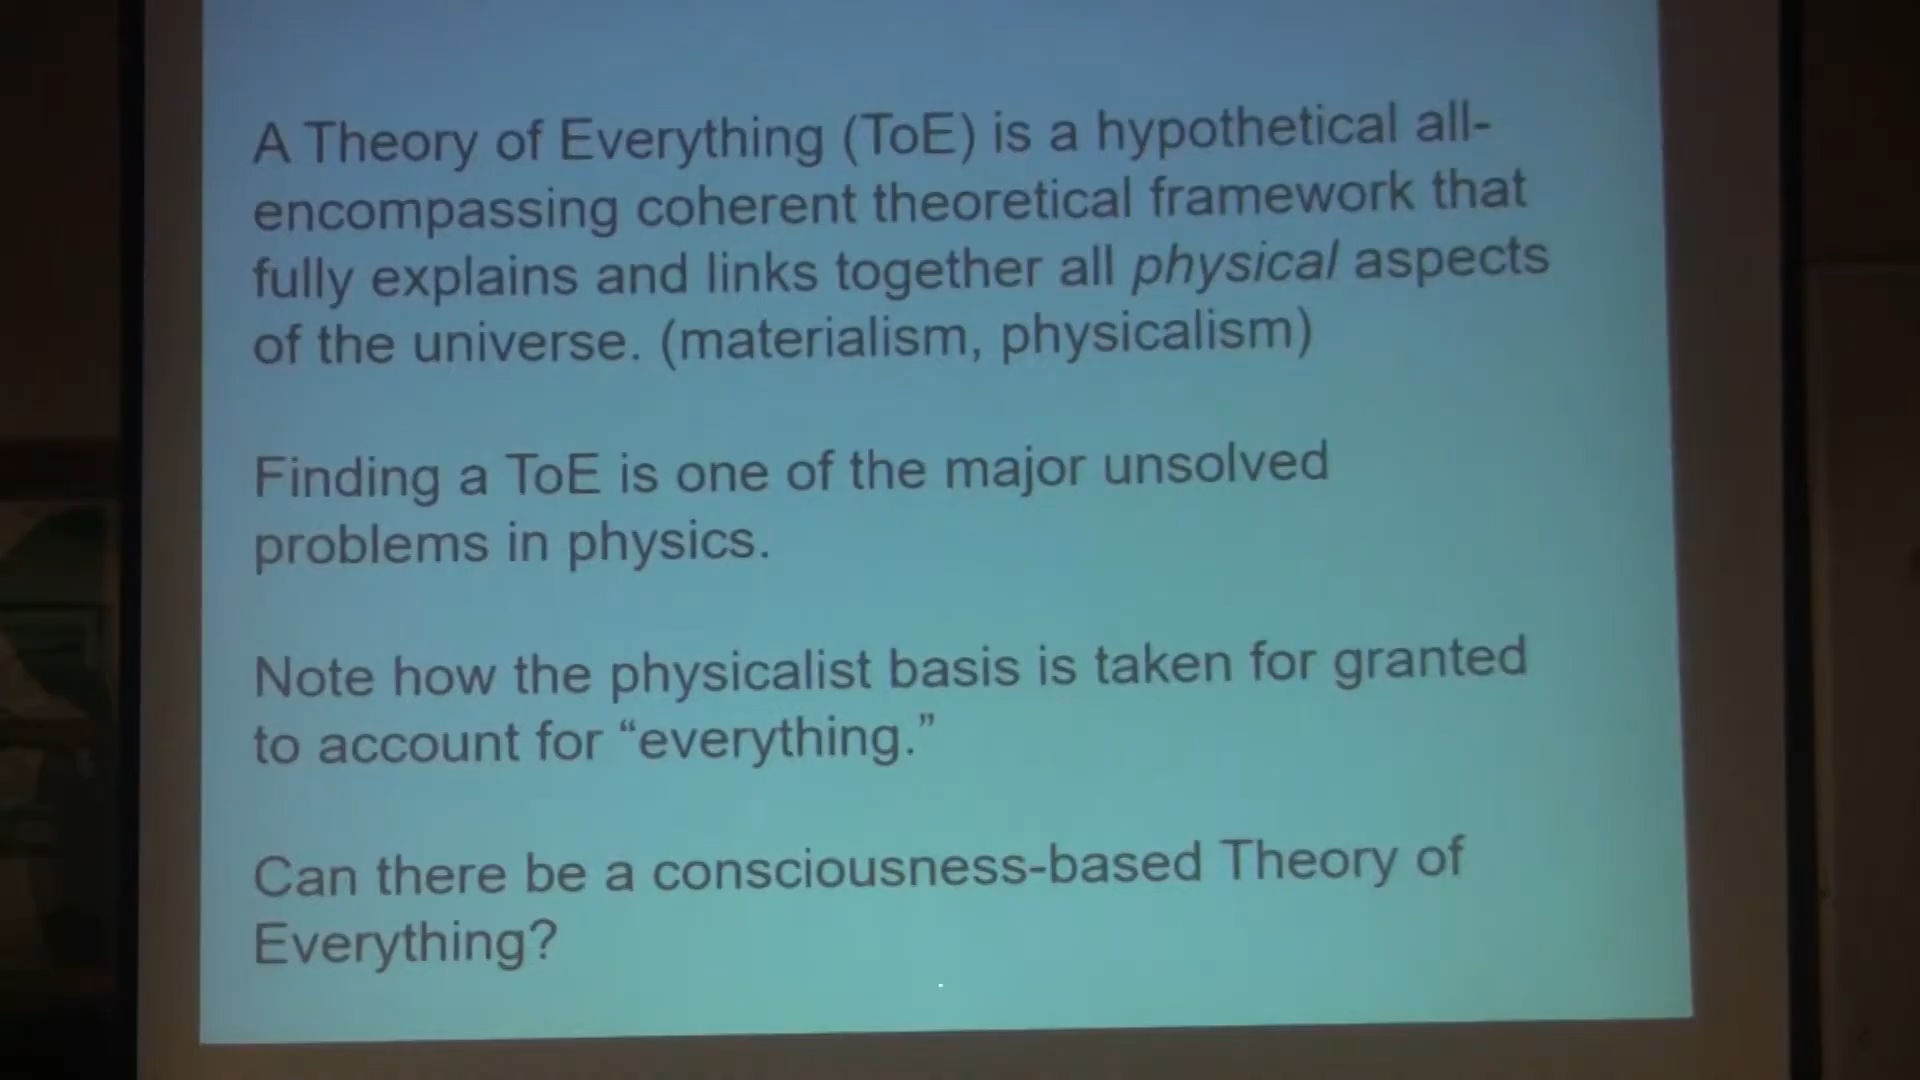 A Theory of Everything (ToE) is a hypothetical all-
encompassing coherent theoretical framework that
fully explains and links together all physical aspects
of the universe. (materialism, physicalism)
Finding a ToE is one of the major unsolved
problems in physics.
Note how the physicalist basis is taken for granted
to account for “everything.”
Can there be a consciousness-based Theory of
Everything?